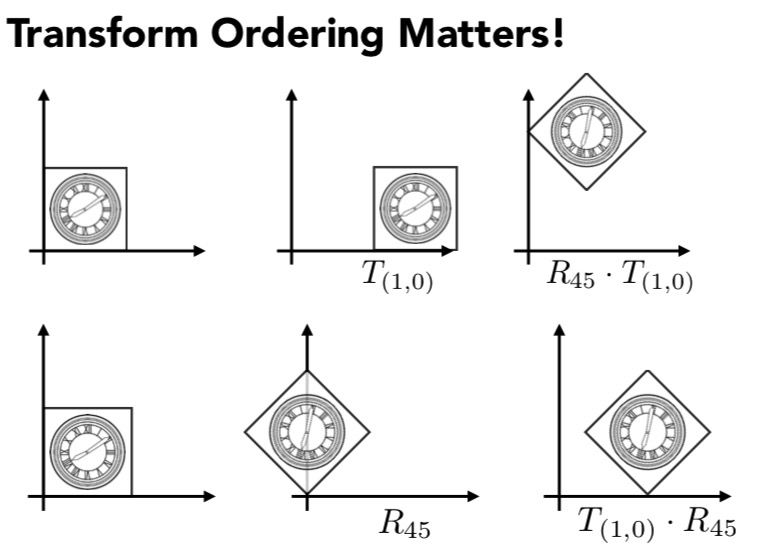 Transform Ordering Matters!
T(1,0)
R45 · T(1,0)
R45
T(1,0) · R45